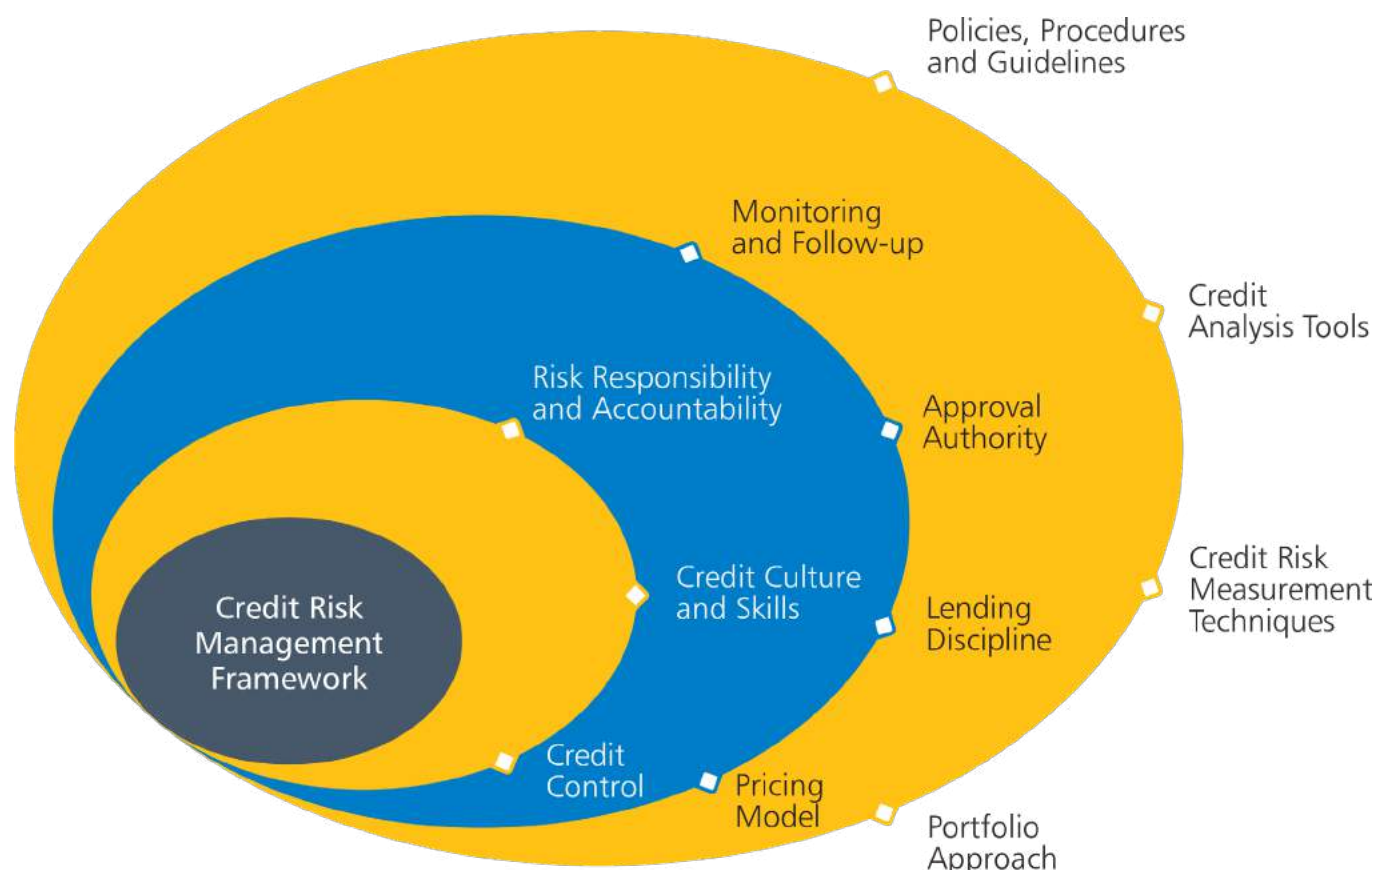 Policies, Procedures
and Guidelines
Monitoring
and Follow-up
Credit
Analysis Tools
Risk Responsibility
and Accountability
Approval
Authority
Credit Risk
Measurement
Techniques
Credit Culture
and Skills
Lending
Discipline
Credit Risk
Management
Framework
Credit
Control
Pricing
Model
Portfolio
Approach